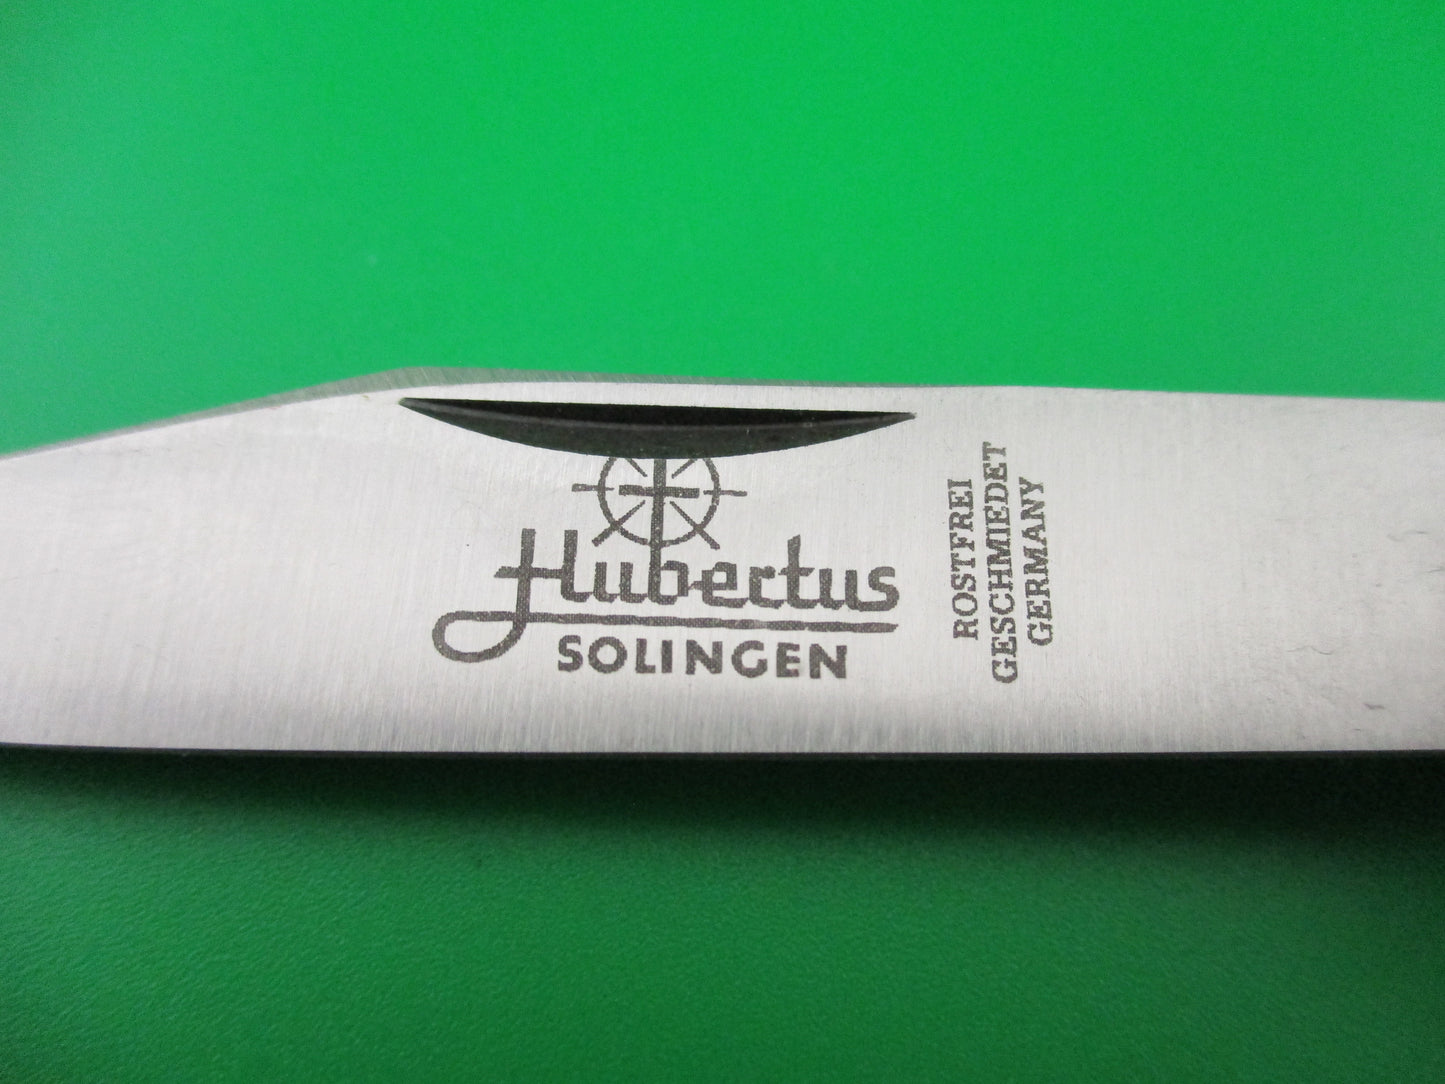 Hubertus
SOLINGEN
ROSTFREI
GESCHMIEDET
GERMANY